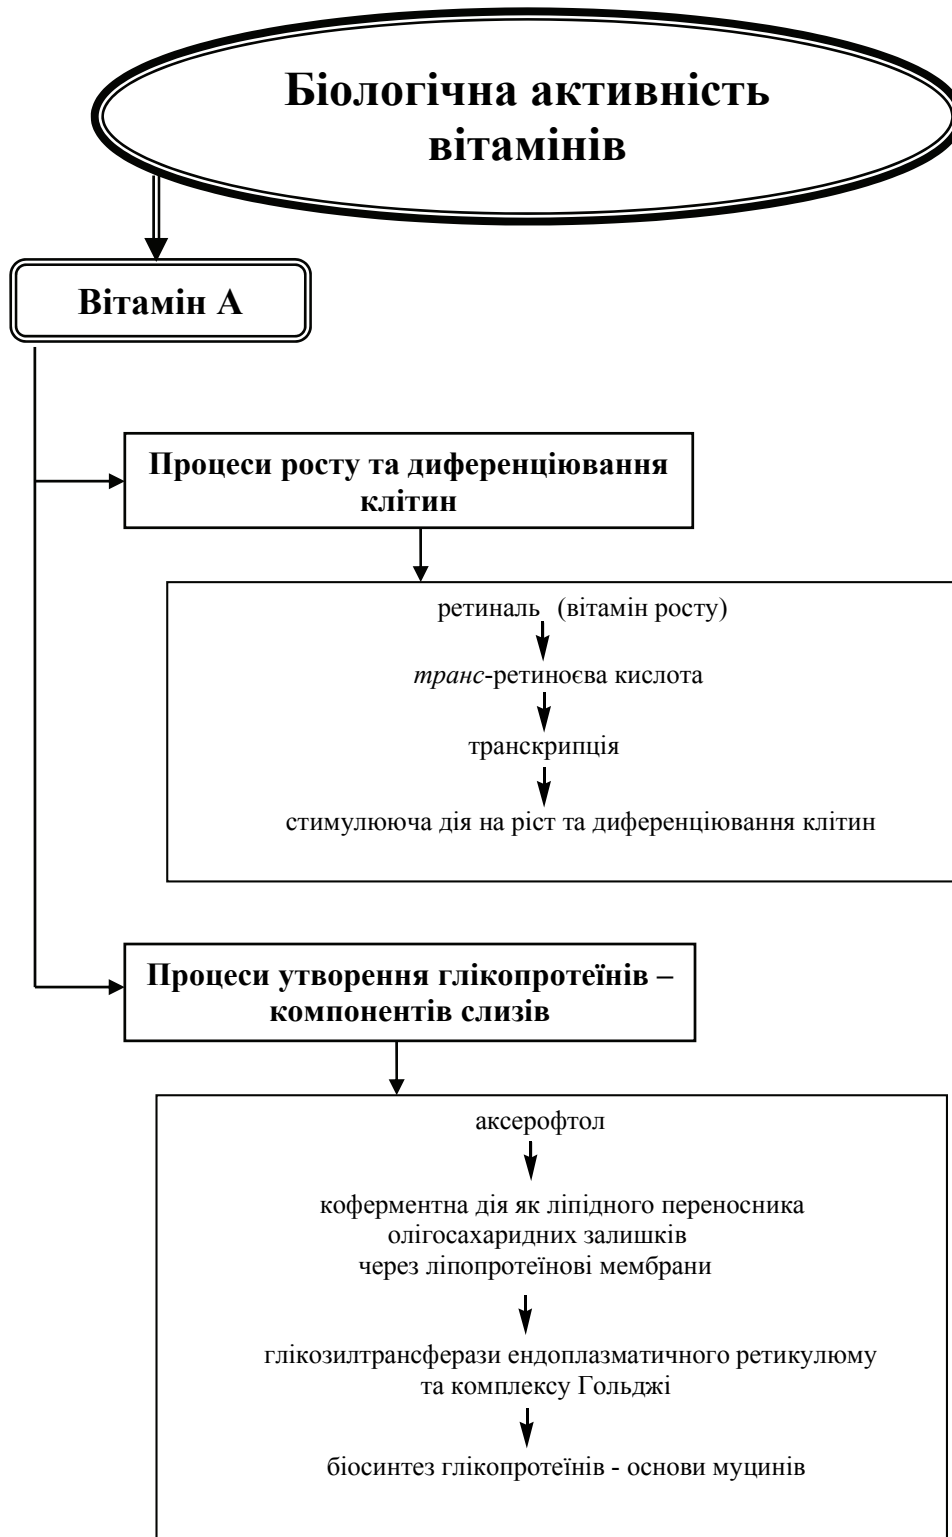 Біологічна активність
вітамінів
Вітамін А
Процеси росту та диференціювання
клітин
ретиналь (вітамін росту)
транс-ретиноєва кислота
транскрипція
стимулююча дія на ріст та диференціювання клітин
Процеси утворення глікопротеїнів –
компонентів слизів
аксерофтол
коферментна дія як ліпідного переносника
олігосахаридних залишків
через ліпопротеїнові мембрани
глікозилтрансферази ендоплазматичного ретикулюму
та комплексу Гольджі
біосинтез глікопротеїнів - основи муцинів